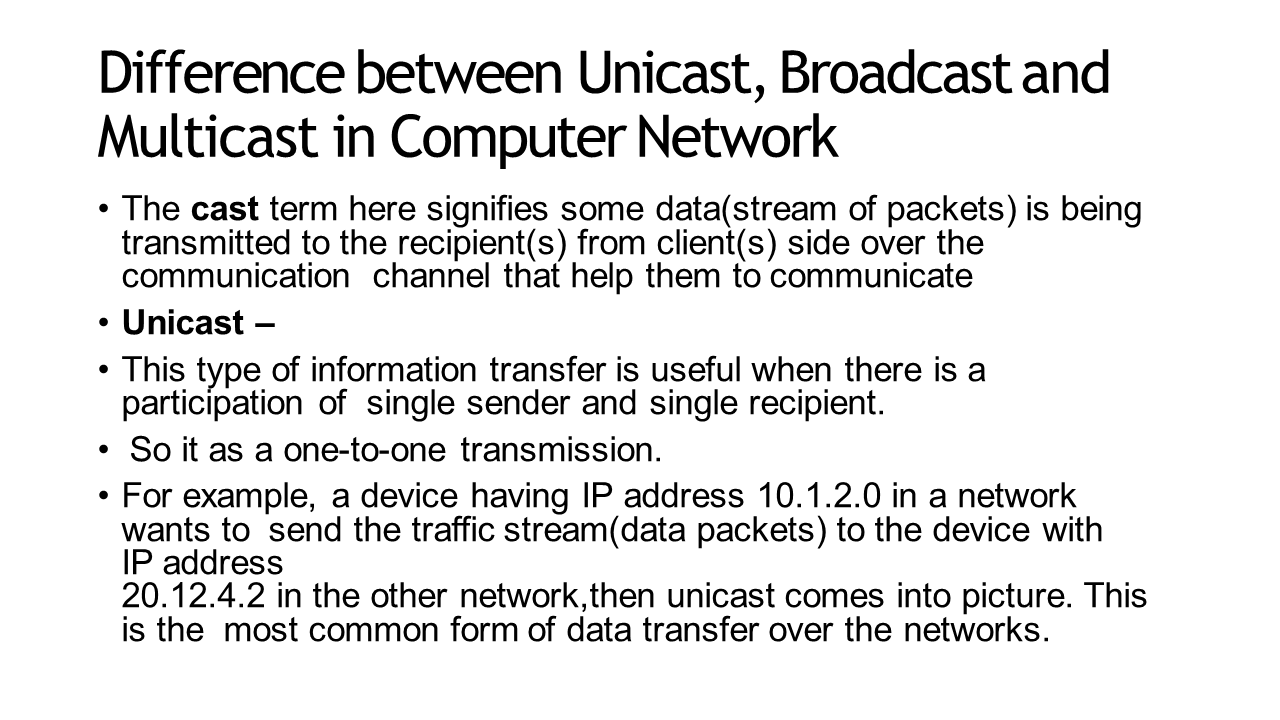 Difference between Unicast, Broadcast and
Multicast in Computer Network
• The cast term here signifies some data(stream of packets) is being
transmitted to the recipient(s) from client(s) side over the
communication channel that help them to communicate
• Unicast –
• This type of information transfer is useful when there is a
participation of single sender and single recipient.
• So it as a one-to-one transmission.
• For example, a device having IP address 10.1.2.0 in a network
wants to send the traffic stream(data packets) to the device with
IP address
20.12.4.2 in the other network,then unicast comes into picture. This
is the most common form of data transfer over the networks.